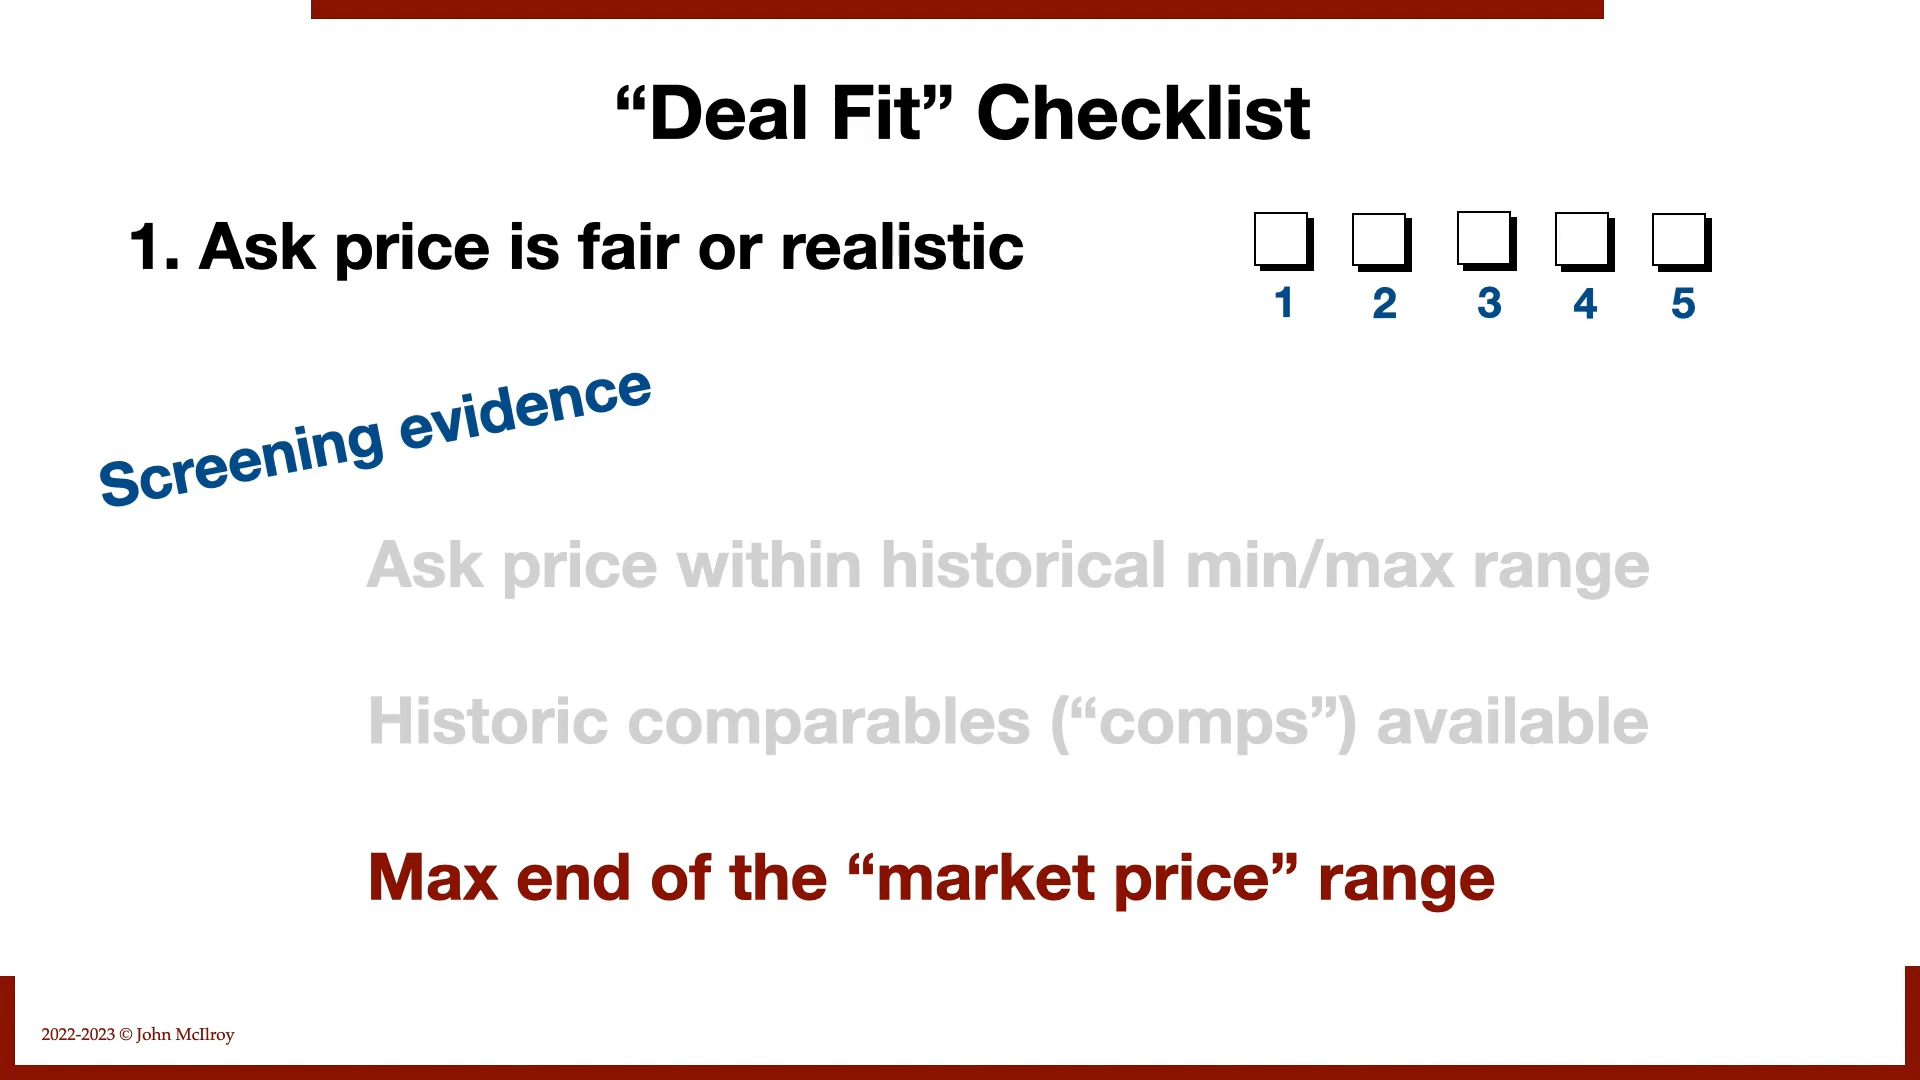 “Deal Fit” Checklist
1. Ask price is fair or realistic
1 2 3 4 5
Screening evidence
Ask price within historical min/max range
Historic comparables (“comps”) available
Max end of the “market price” range
2022-2023 © John McIlroy